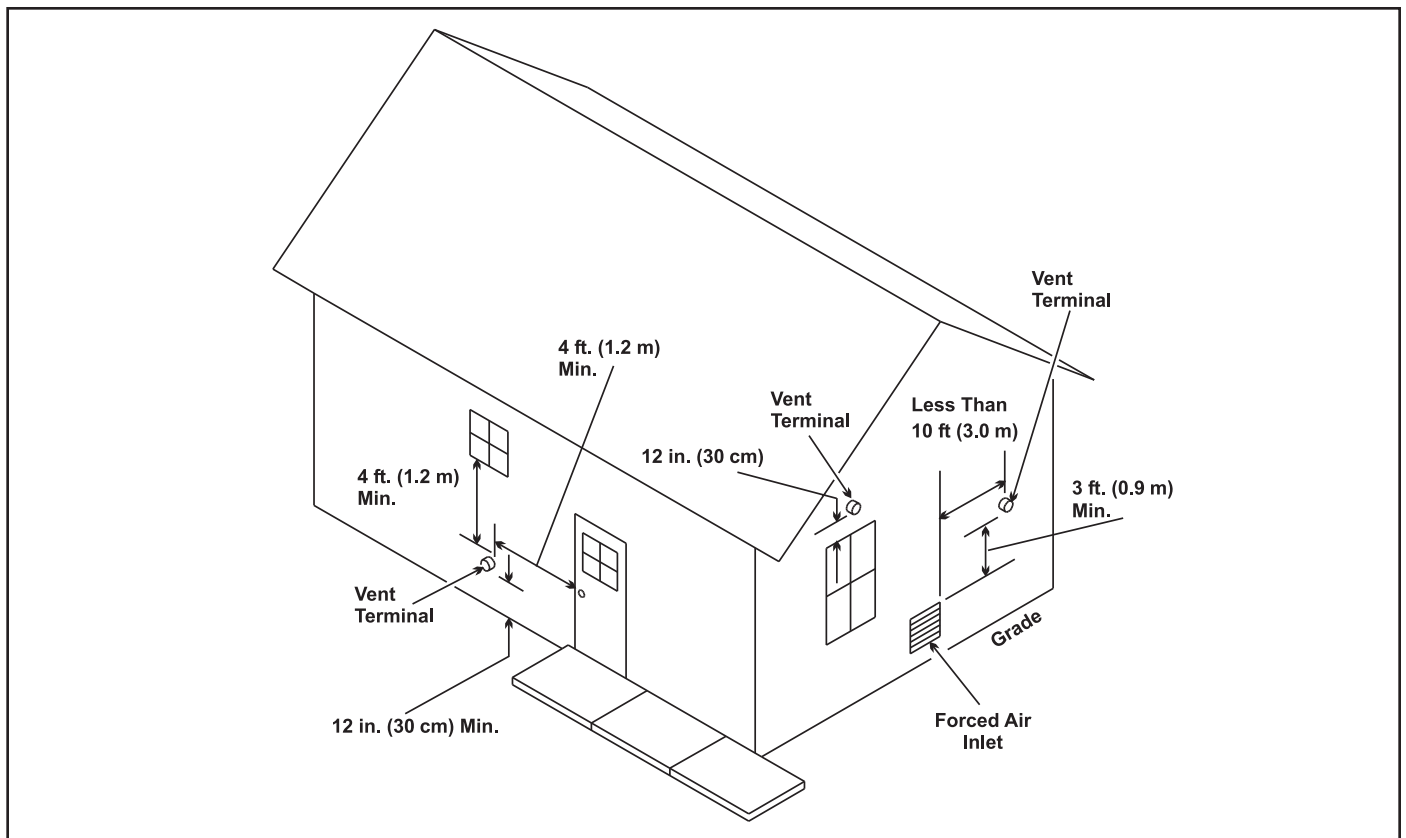 Vent
Terminal
4 ft. (1.2 m)
Min.
Vent
Terminal
Less Than
10 ft (3.0 m)
12 in. (30 cm)
4 ft. (1.2 m)
Min.
3 ft. (0.9 m)
Min.
Vent
Terminal
Grade
12 in. (30 cm) Min.
Forced Air
Inlet